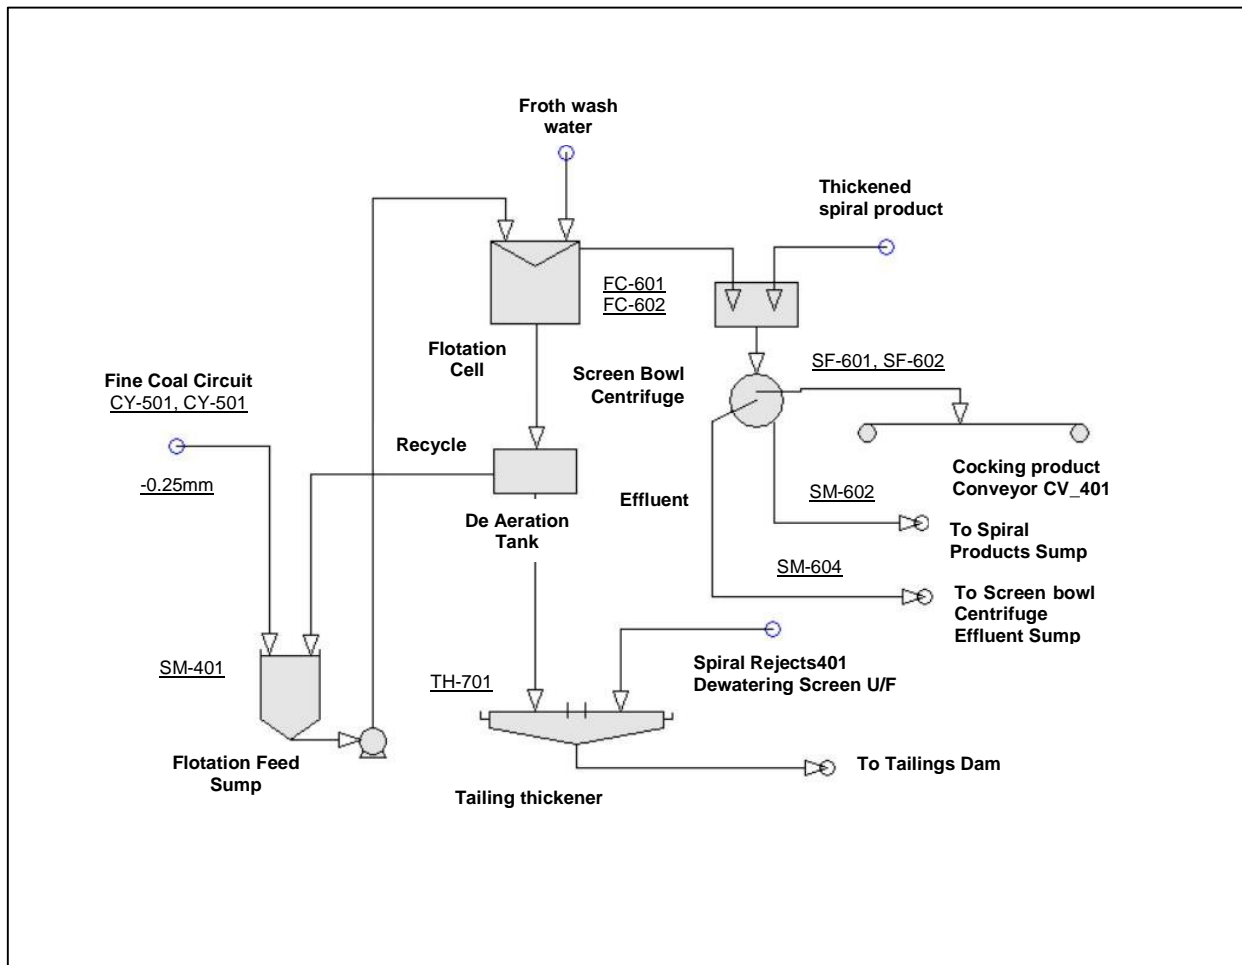 Froth wash
water
Thickened
spiral product
FC-601
FC-602
Flotation
Cell
Screen Bowl
Centrifuge
SF-601, SF-602
Fine Coal Circuit
CY-501, CY-501
Recycle
-0.25mm
Effluent
Cocking product
Conveyor CV_401
SM-602
De Aeration
Tank
To Spiral
Products Sump
SM-604
To Screen bowl
Centrifuge
Effluent Sump
SM-401
TH-701
Spiral Rejects401
Dewatering Screen U/F
Flotation Feed
Sump
To Tailings Dam
Tailing thickener